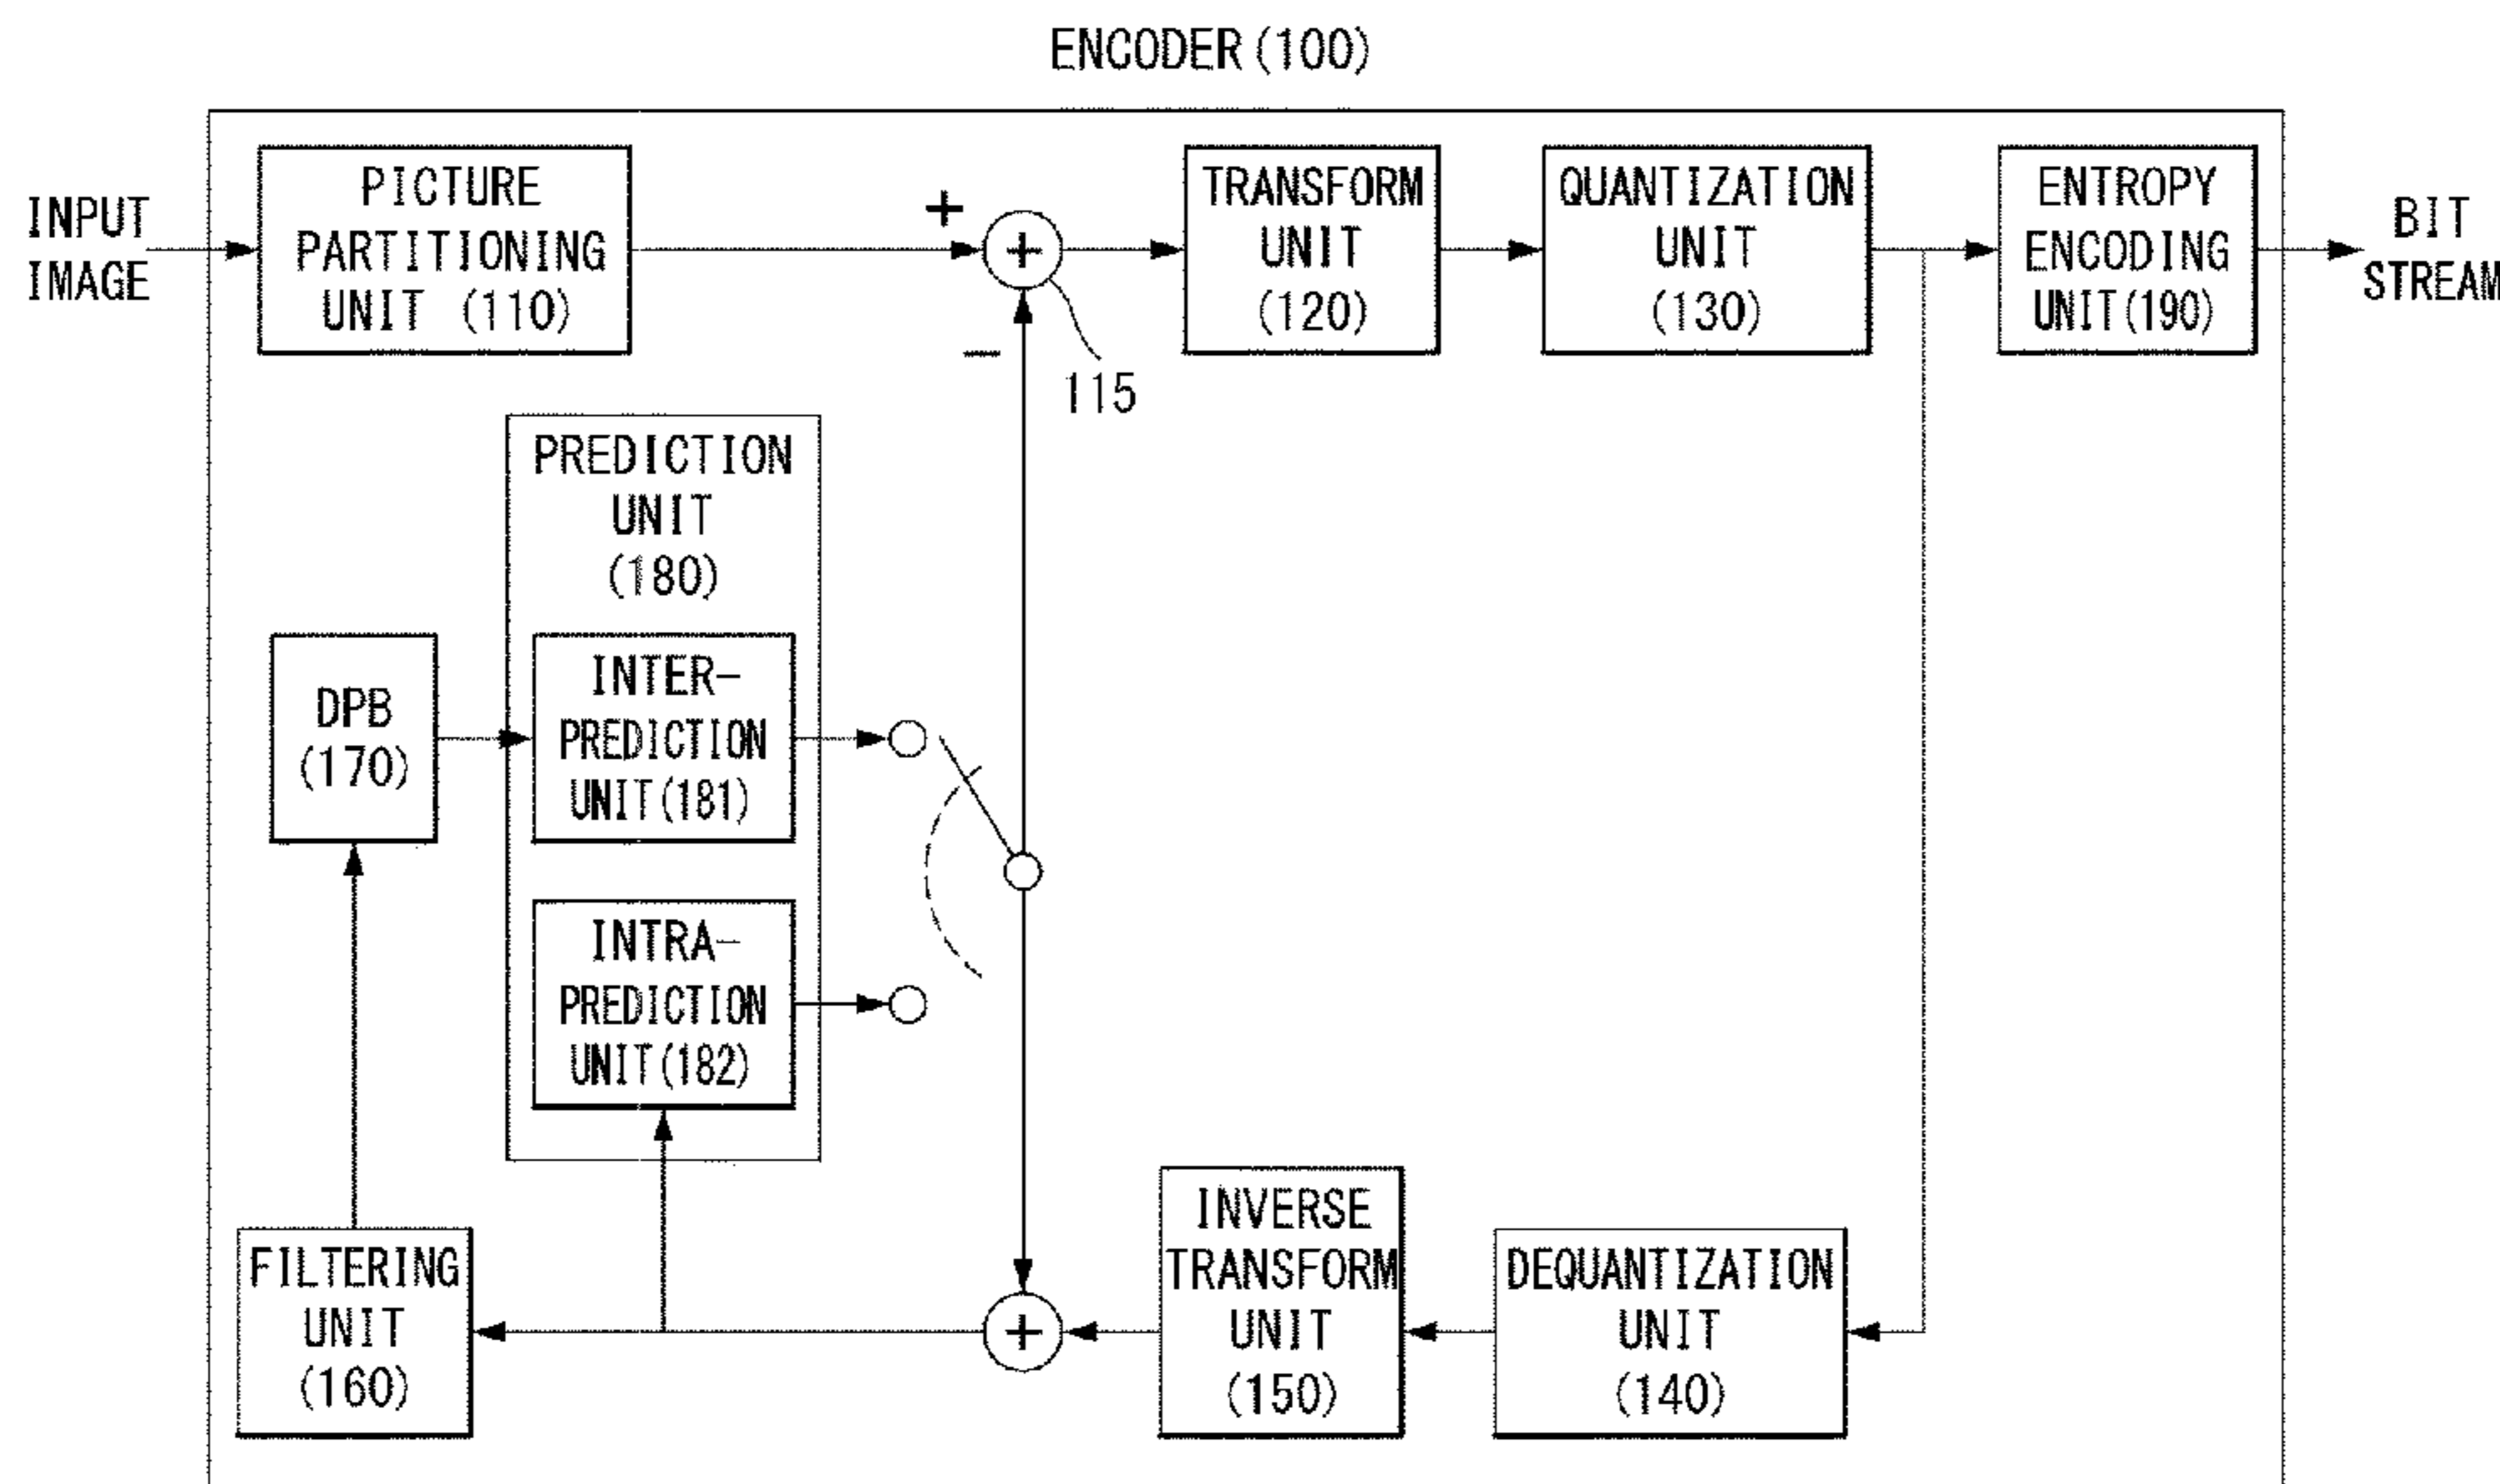 ENCODER (100)
INPUT
IMAGE
PICTURE
PARTITIONING
UNIT (110)
+
+
−
115
TRANSFORM
UNIT
(120)
QUANTIZATION
UNIT
(130)
ENTROPY
ENCODING
UNIT(190)
BIT
STREAM
PREDICTION
UNIT
(180)
DPB
(170)
INTER-
PREDICTION
UNIT(181)
INTRA-
PREDICTION
UNIT(182)
FILTERING
UNIT
(160)
+
INVERSE
TRANSFORM
UNIT
(150)
DEQUANTIZATION
UNIT
(140)